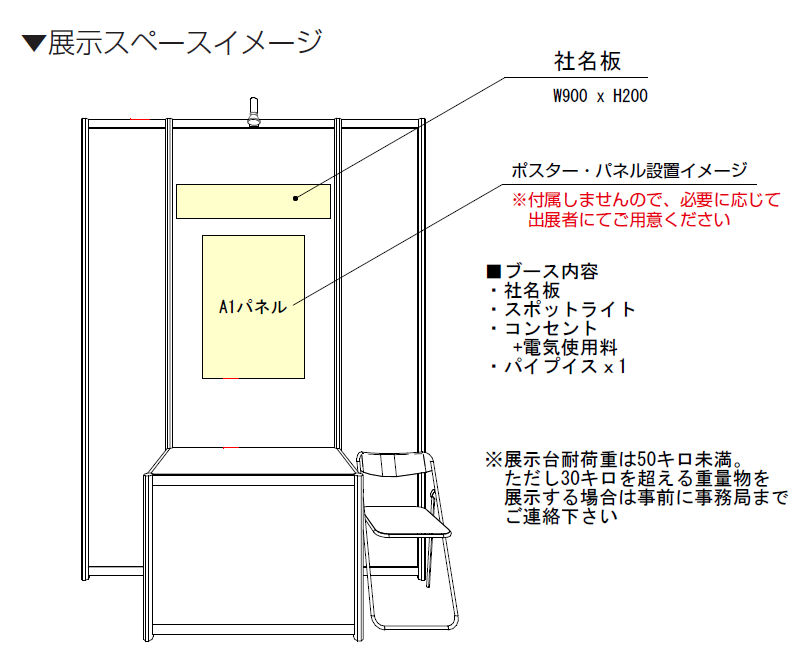 ▼展示スペースイメージ
社名板
W900 x H200
ポスター・パネル設置イメージ
※付属しませんので、必要に応じて
出展者にてご用意ください
A1パネル
■ブース内容
・社名板
・スポットライト
・コンセント
+電気使用料
・パイプイスｘ1
※展示台耐荷重は50キロ未満。
ただし30キロを超える重量物を
展示する場合は事前に事務局まで
ご連絡下さい